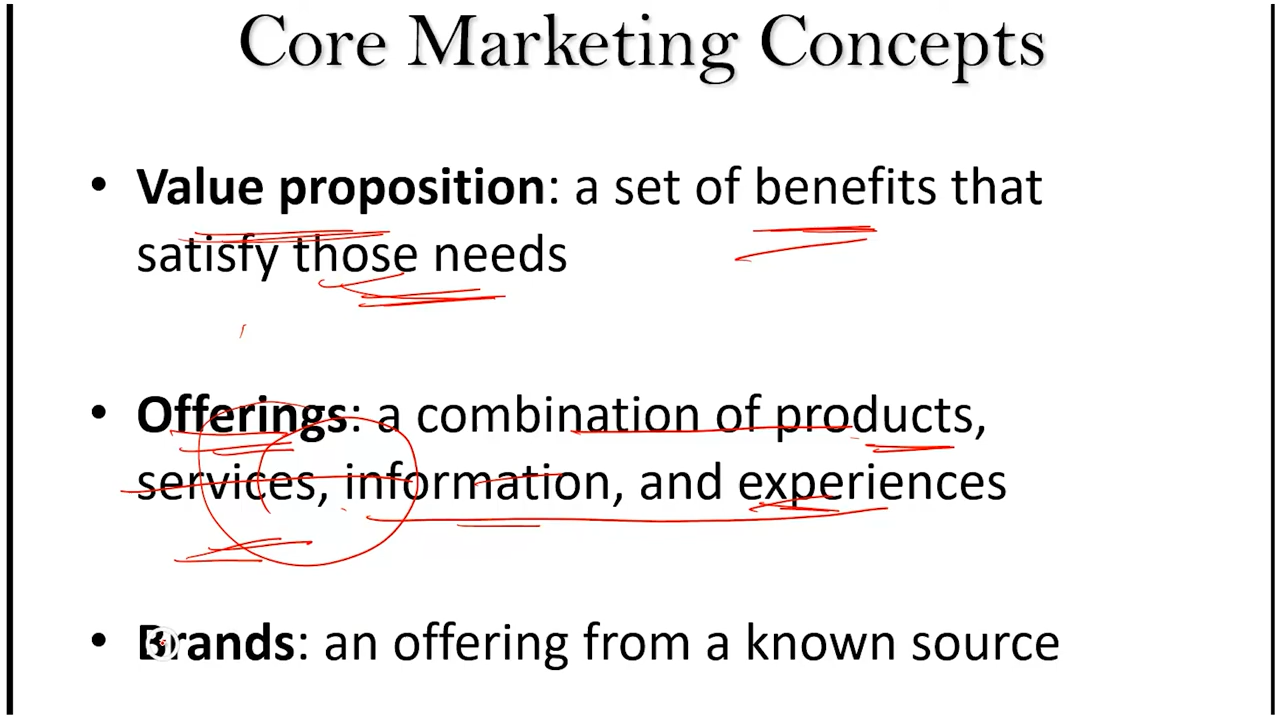 Core Marketing Concepts
• Value proposition: a set of benefits that
satisfy those needs
• Offerings: a combination of products,
services, information, and experiences
• Brands: an offering from a known source